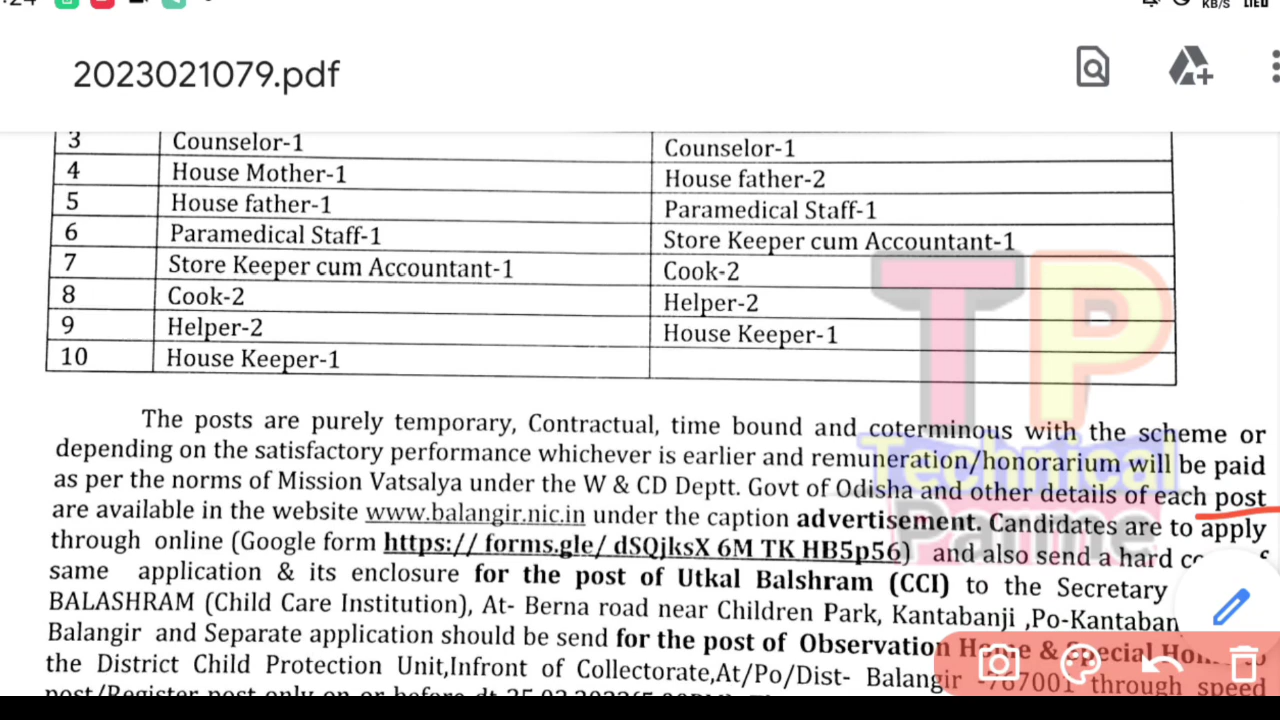 :24
KB/S
2023021079.pdf
3 Counselor-1 Counselor-1
4 House Mother-1 House father-2
5 House father-1 Paramedical Staff-1
6 Paramedical Staff-1 Store Keeper cum Accountant-1
7 Store Keeper cum Accountant-1 Cook-2
8 Cook-2 Helper-2
9 Helper-2 House Keeper-1
10 House Keeper-1
The posts are purely temporary, Contractual, time bound and coterminous with the scheme or
depending on the satisfactory performance whichever is earlier and remuneration/honorarium will be paid
as per the norms of Mission Vatsalya under the W & CD Deptt. Govt of Odisha and other details of each post
are available in the website www.balangir.nic.in under the caption advertisement. Candidates are to apply
through online (Google form https:// forms.gle/ dSQjksX 6M TK HB5p56) and also send a hard
same application & its enclosure for the post of Utkal Balshram (CCI) to the Secretary
BALASHRAM (Child Care Institution), At- Berna road near Children Park, Kantabanji ,Po-Kantaban
Balangir and Separate application should be send for the post of Observation Home & Special
the District Child Protection Unit,Infront of Collectorate,At/Po/Dist- Balangir -767001 through speed
TP
Technical
Parme